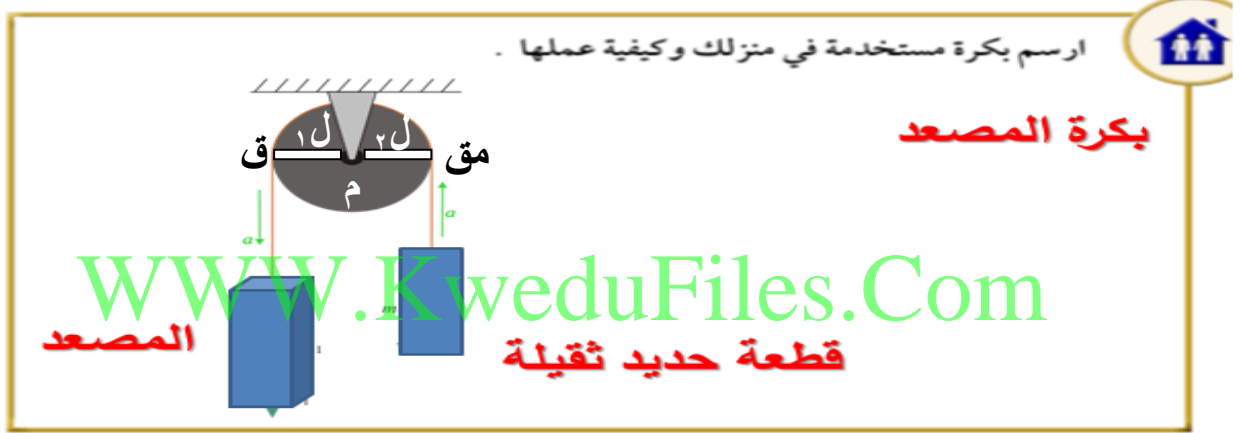 ارسم بكرة مستخدمة في منزلك وكيفية عملها .
بكرة المصعد
ل٢
ل١
مق
ق
م
a
a
m
WWW.KweduFiles.Com
المصعد
قطعة حديد ثقيلة